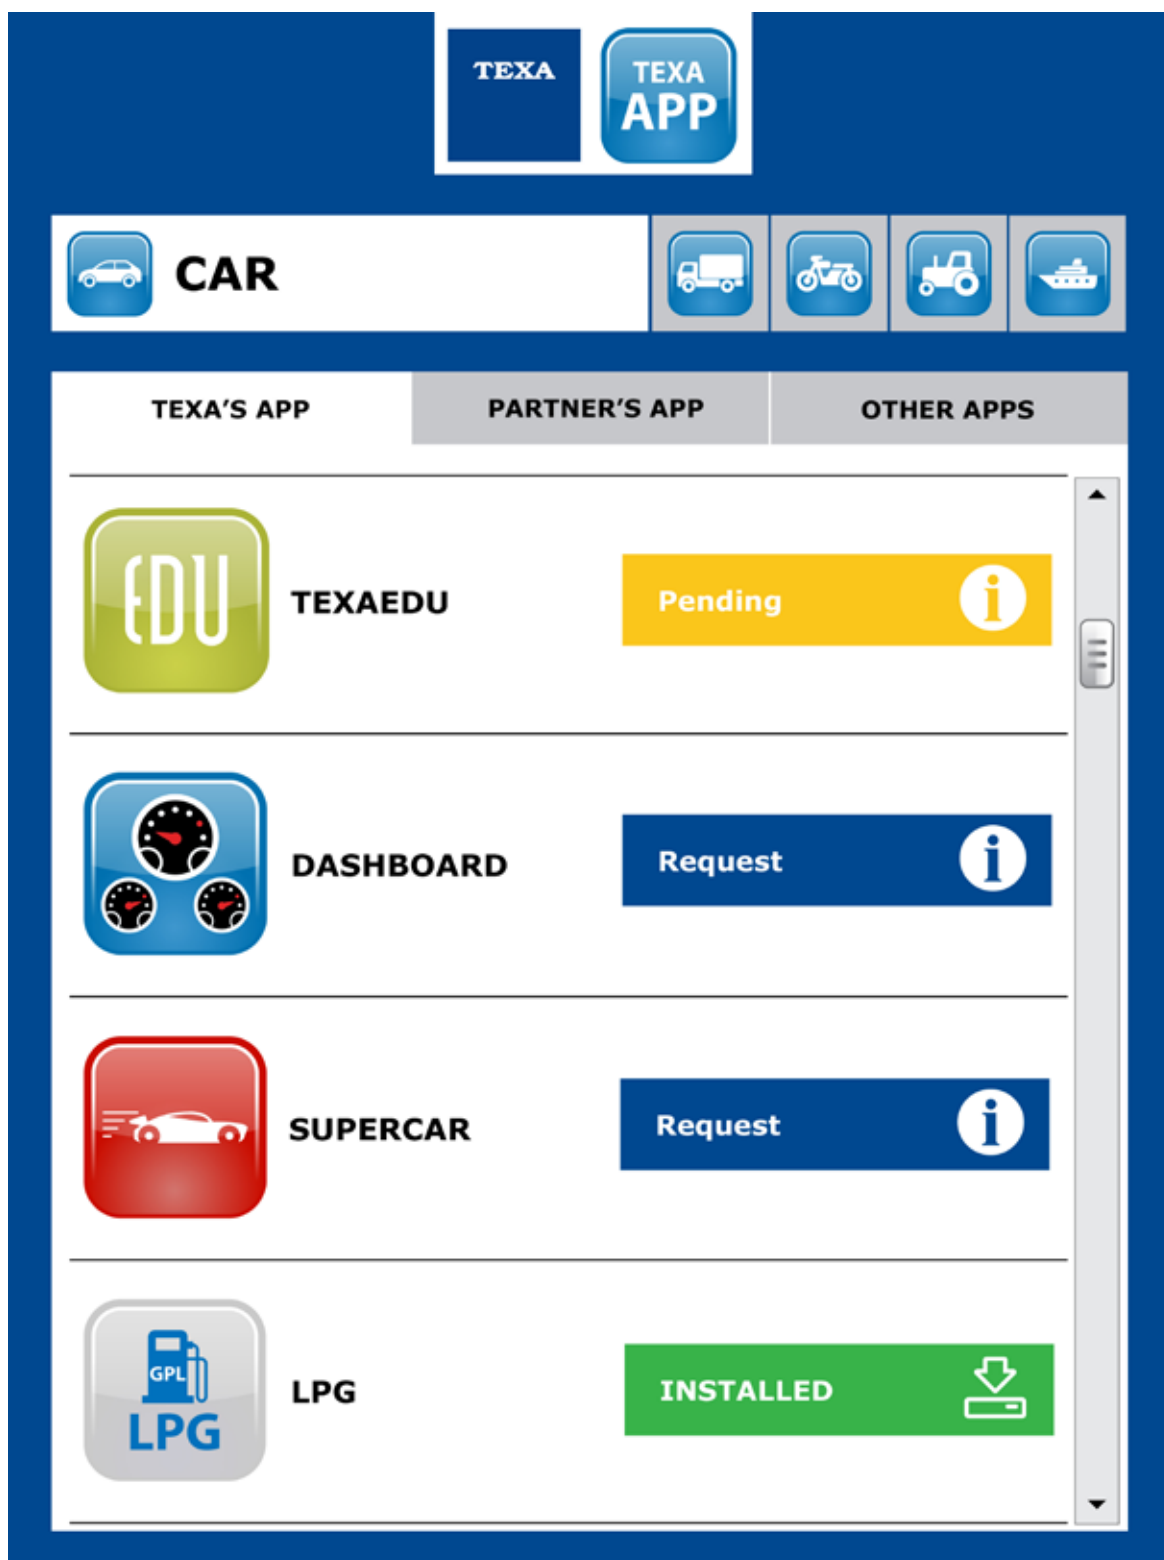 TEXA
TEXA
APP
CAR
TEXA'S APP
PARTNER'S APP
OTHER APPS
EDU
TEXAEDU
Pending
i
DASHBOARD
Request
i
SUPERCAR
Request
i
GPL
LPG
LPG
INSTALLED